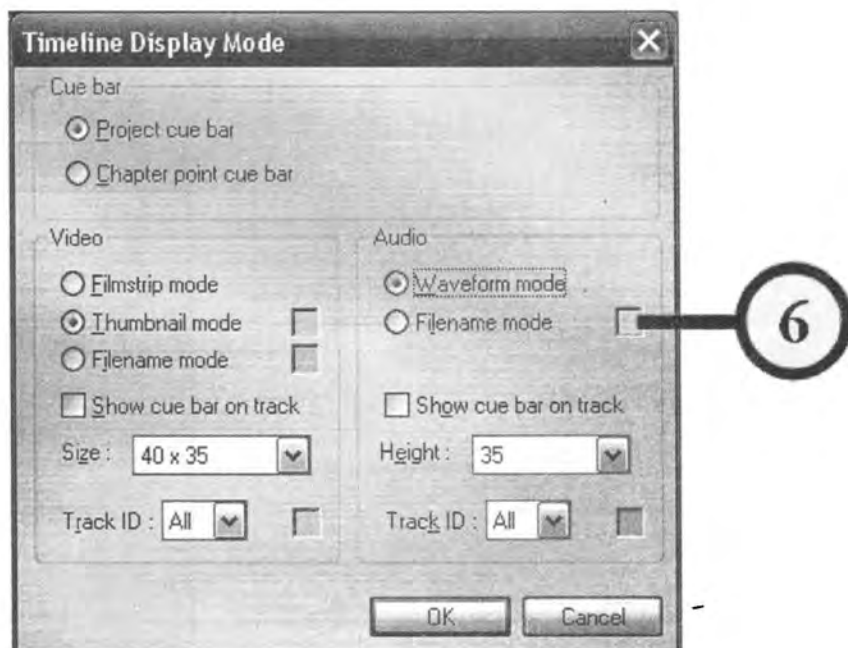 Timeline Display Mode
Cue bar
Project cue bar
Chapter point cue bar
Video
Filmstrip mode
Thumbnail mode
Filename mode
Show cue bar on track
Size : 40 x 35
Track ID : All
Audio
Waveform mode
Filename mode
Show cue bar on track
Height : 35
Track ID : All
6
OK
Cancel